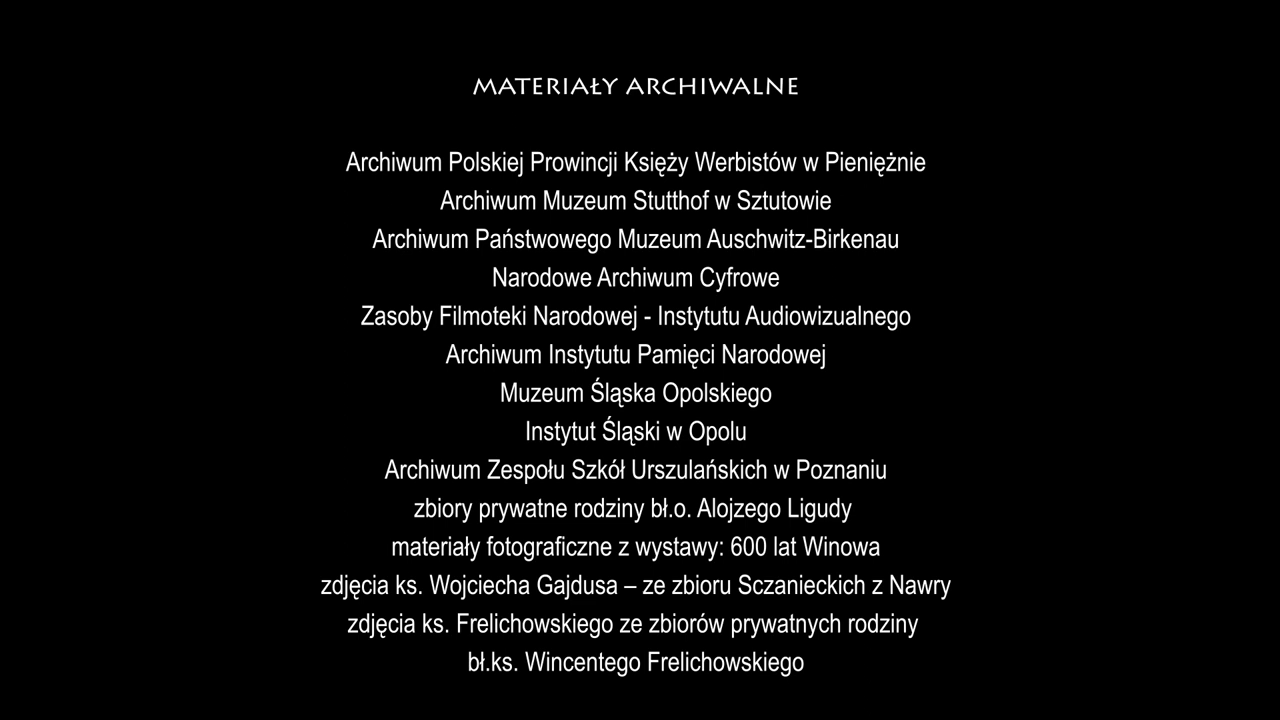 MATERIAŁY ARCHIWALNE
Archiwum Polskiej Prowincji Księży Werbistów w Pieniężnie
Archiwum Muzeum Stutthof w Sztutowie
Archiwum Państwowego Muzeum Auschwitz-Birkenau
Narodowe Archiwum Cyfrowe
Zasoby Filmoteki Narodowej - Instytutu Audiowizualnego
Archiwum Instytutu Pamięci Narodowej
Muzeum Śląska Opolskiego
Instytut Śląski w Opolu
Archiwum Zespołu Szkół Urszulańskich w Poznaniu
zbiory prywatne rodziny bł.o. Alojzego Ligudy
materiały fotograficzne z wystawy: 600 lat Winowa
zdjęcia ks. Wojciecha Gajdusa – ze zbioru Sczanieckich z Nawry
zdjęcia ks. Frelichowskiego ze zbiorów prywatnych rodziny
bł.ks. Wincentego Frelichowskiego